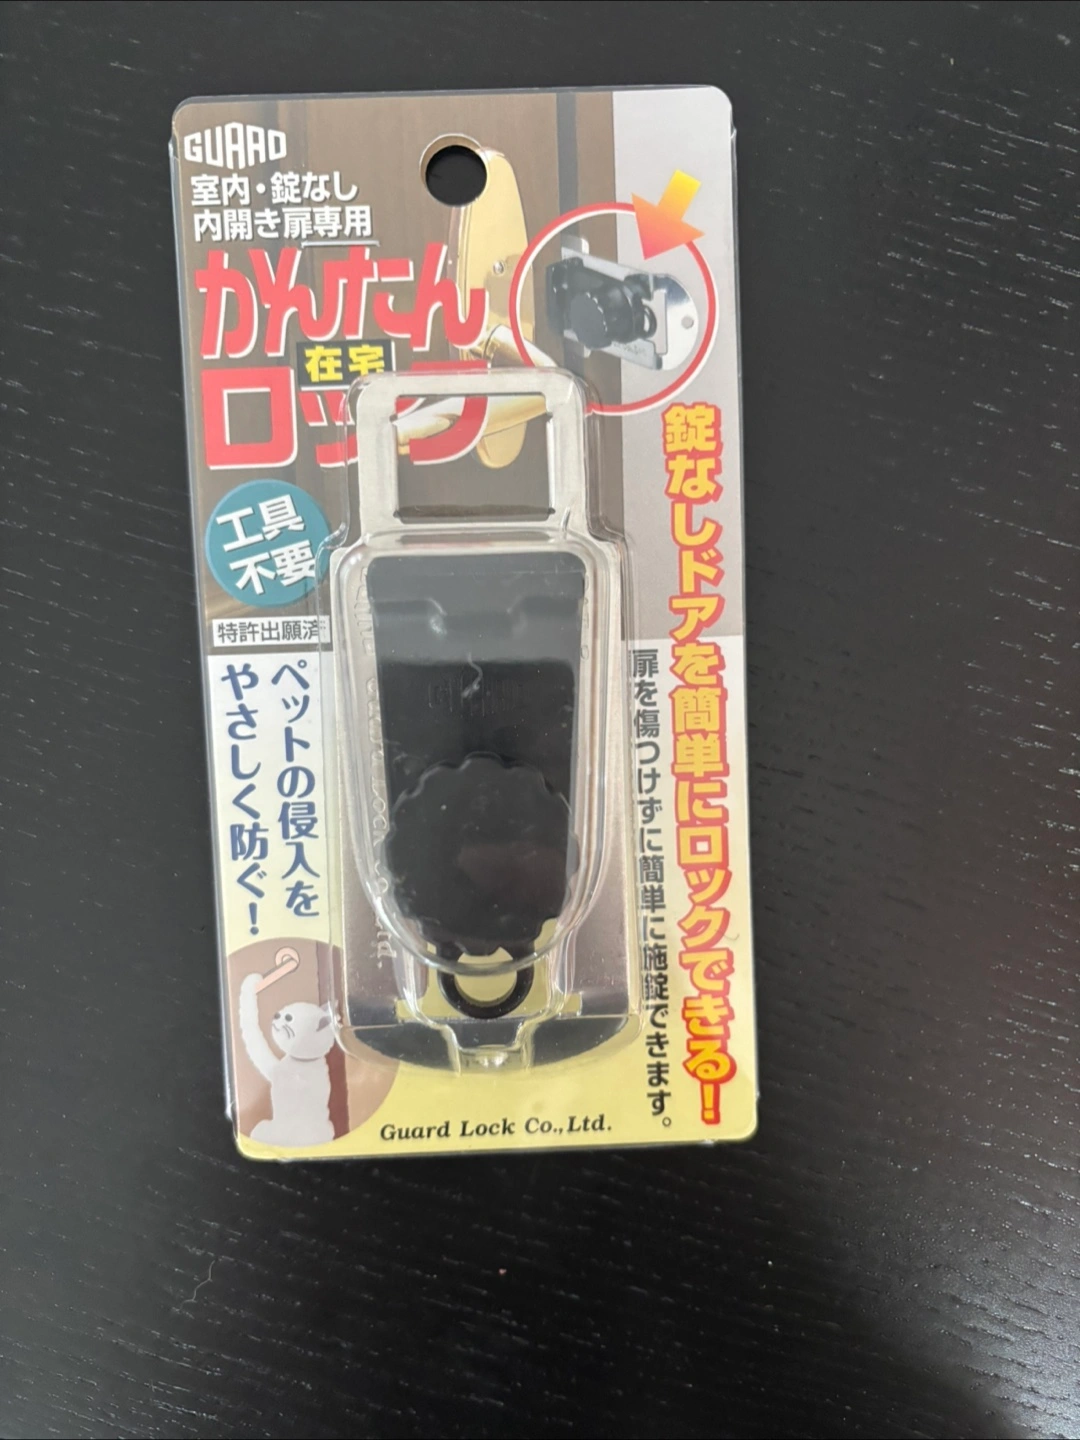 GUARD
室内・錠なし
内開き扉専用
かんたん
在宅
ロック
工具
不要
特許出願済
ペットの侵入を
やさしく防ぐ!
錠なしドアを簡単にロックできる!
扉を傷つけずに簡単に施錠できます。
GUARD
Guard Lock Co.,Ltd.